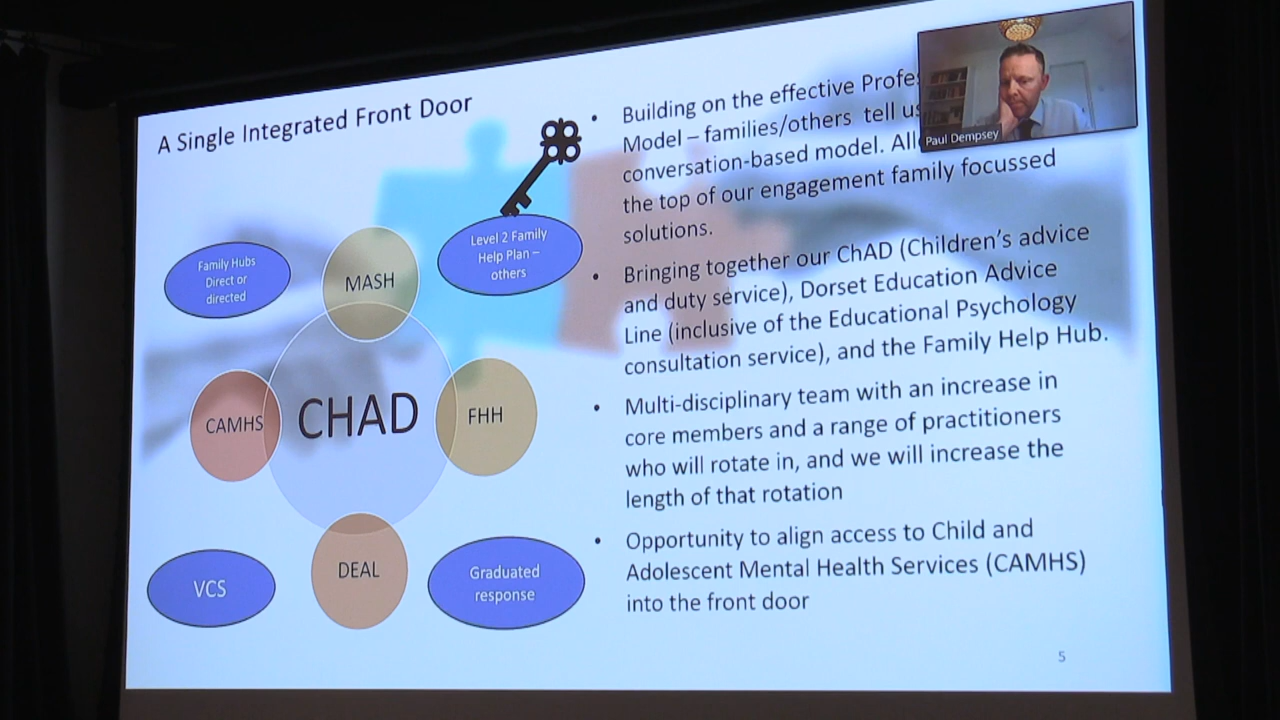 A Single Integrated Front Door
Family Hubs
Direct or
directed
MASH
Level 2 Family
Help Plan –
others
CAMHS
CHAD
FHH
VCS
DEAL
Graduated
response
• Building on the effective
Model – families/others tell
conversation-based model.
the top of our engagement family focussed
solutions.
• Bringing together our ChAD (Children's advice
and duty service), Dorset Education Advice
Line (inclusive of the Educational Psychology
consultation service), and the Family Help Hub.
• Multi-disciplinary team with an increase in
core members and a range of practitioners
who will rotate in, and we will increase the
length of that rotation
• Opportunity to align access to Child and
Adolescent Mental Health Services (CAMHS)
into the front door
Paul Dempsey
5